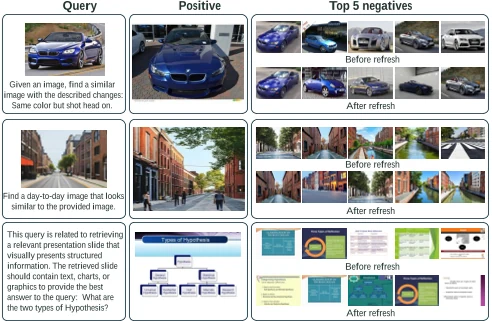 Query
Positive
Top 5 negatives
Given an image, find a similar
image with the described changes:
Same color but shot head on.
Before refresh
After refresh
Find a day-to-day image that looks
similar to the provided image.
Before refresh
After refresh
This query is related to retrieving
a relevant presentation slide that
visually presents structured
information. The retrieved slide
should contain text, charts, or
graphics to provide the best
answer to the query: What are
the two types of Hypothesis?
Types of Hypothesis
Before refresh
After refresh